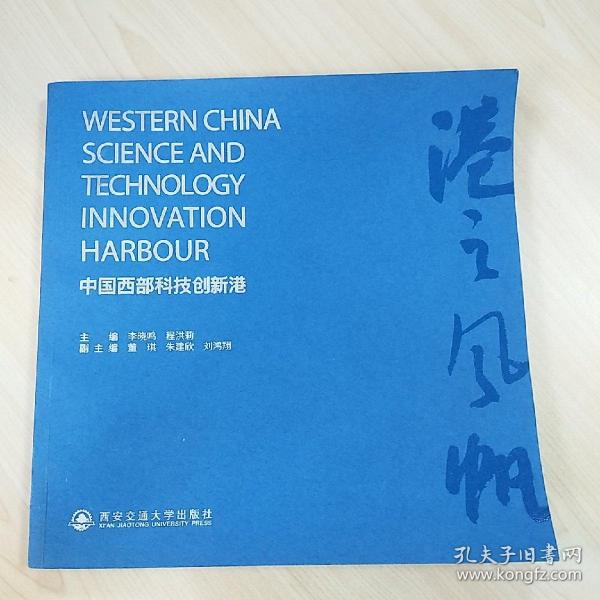 WESTERN CHINA
SCIENCE AND
TECHNOLOGY
INNOVATION
HARBOUR
中国西部科技创新港
主 编 李晓鸣 程洪莉
副主编 董 琪 朱建欣 刘鸿翔
港之风帆
西安交通大学出版社
XI'AN JIAOTONG UNIVERSITY PRESS
孔夫子旧书网
www.kongfz.com